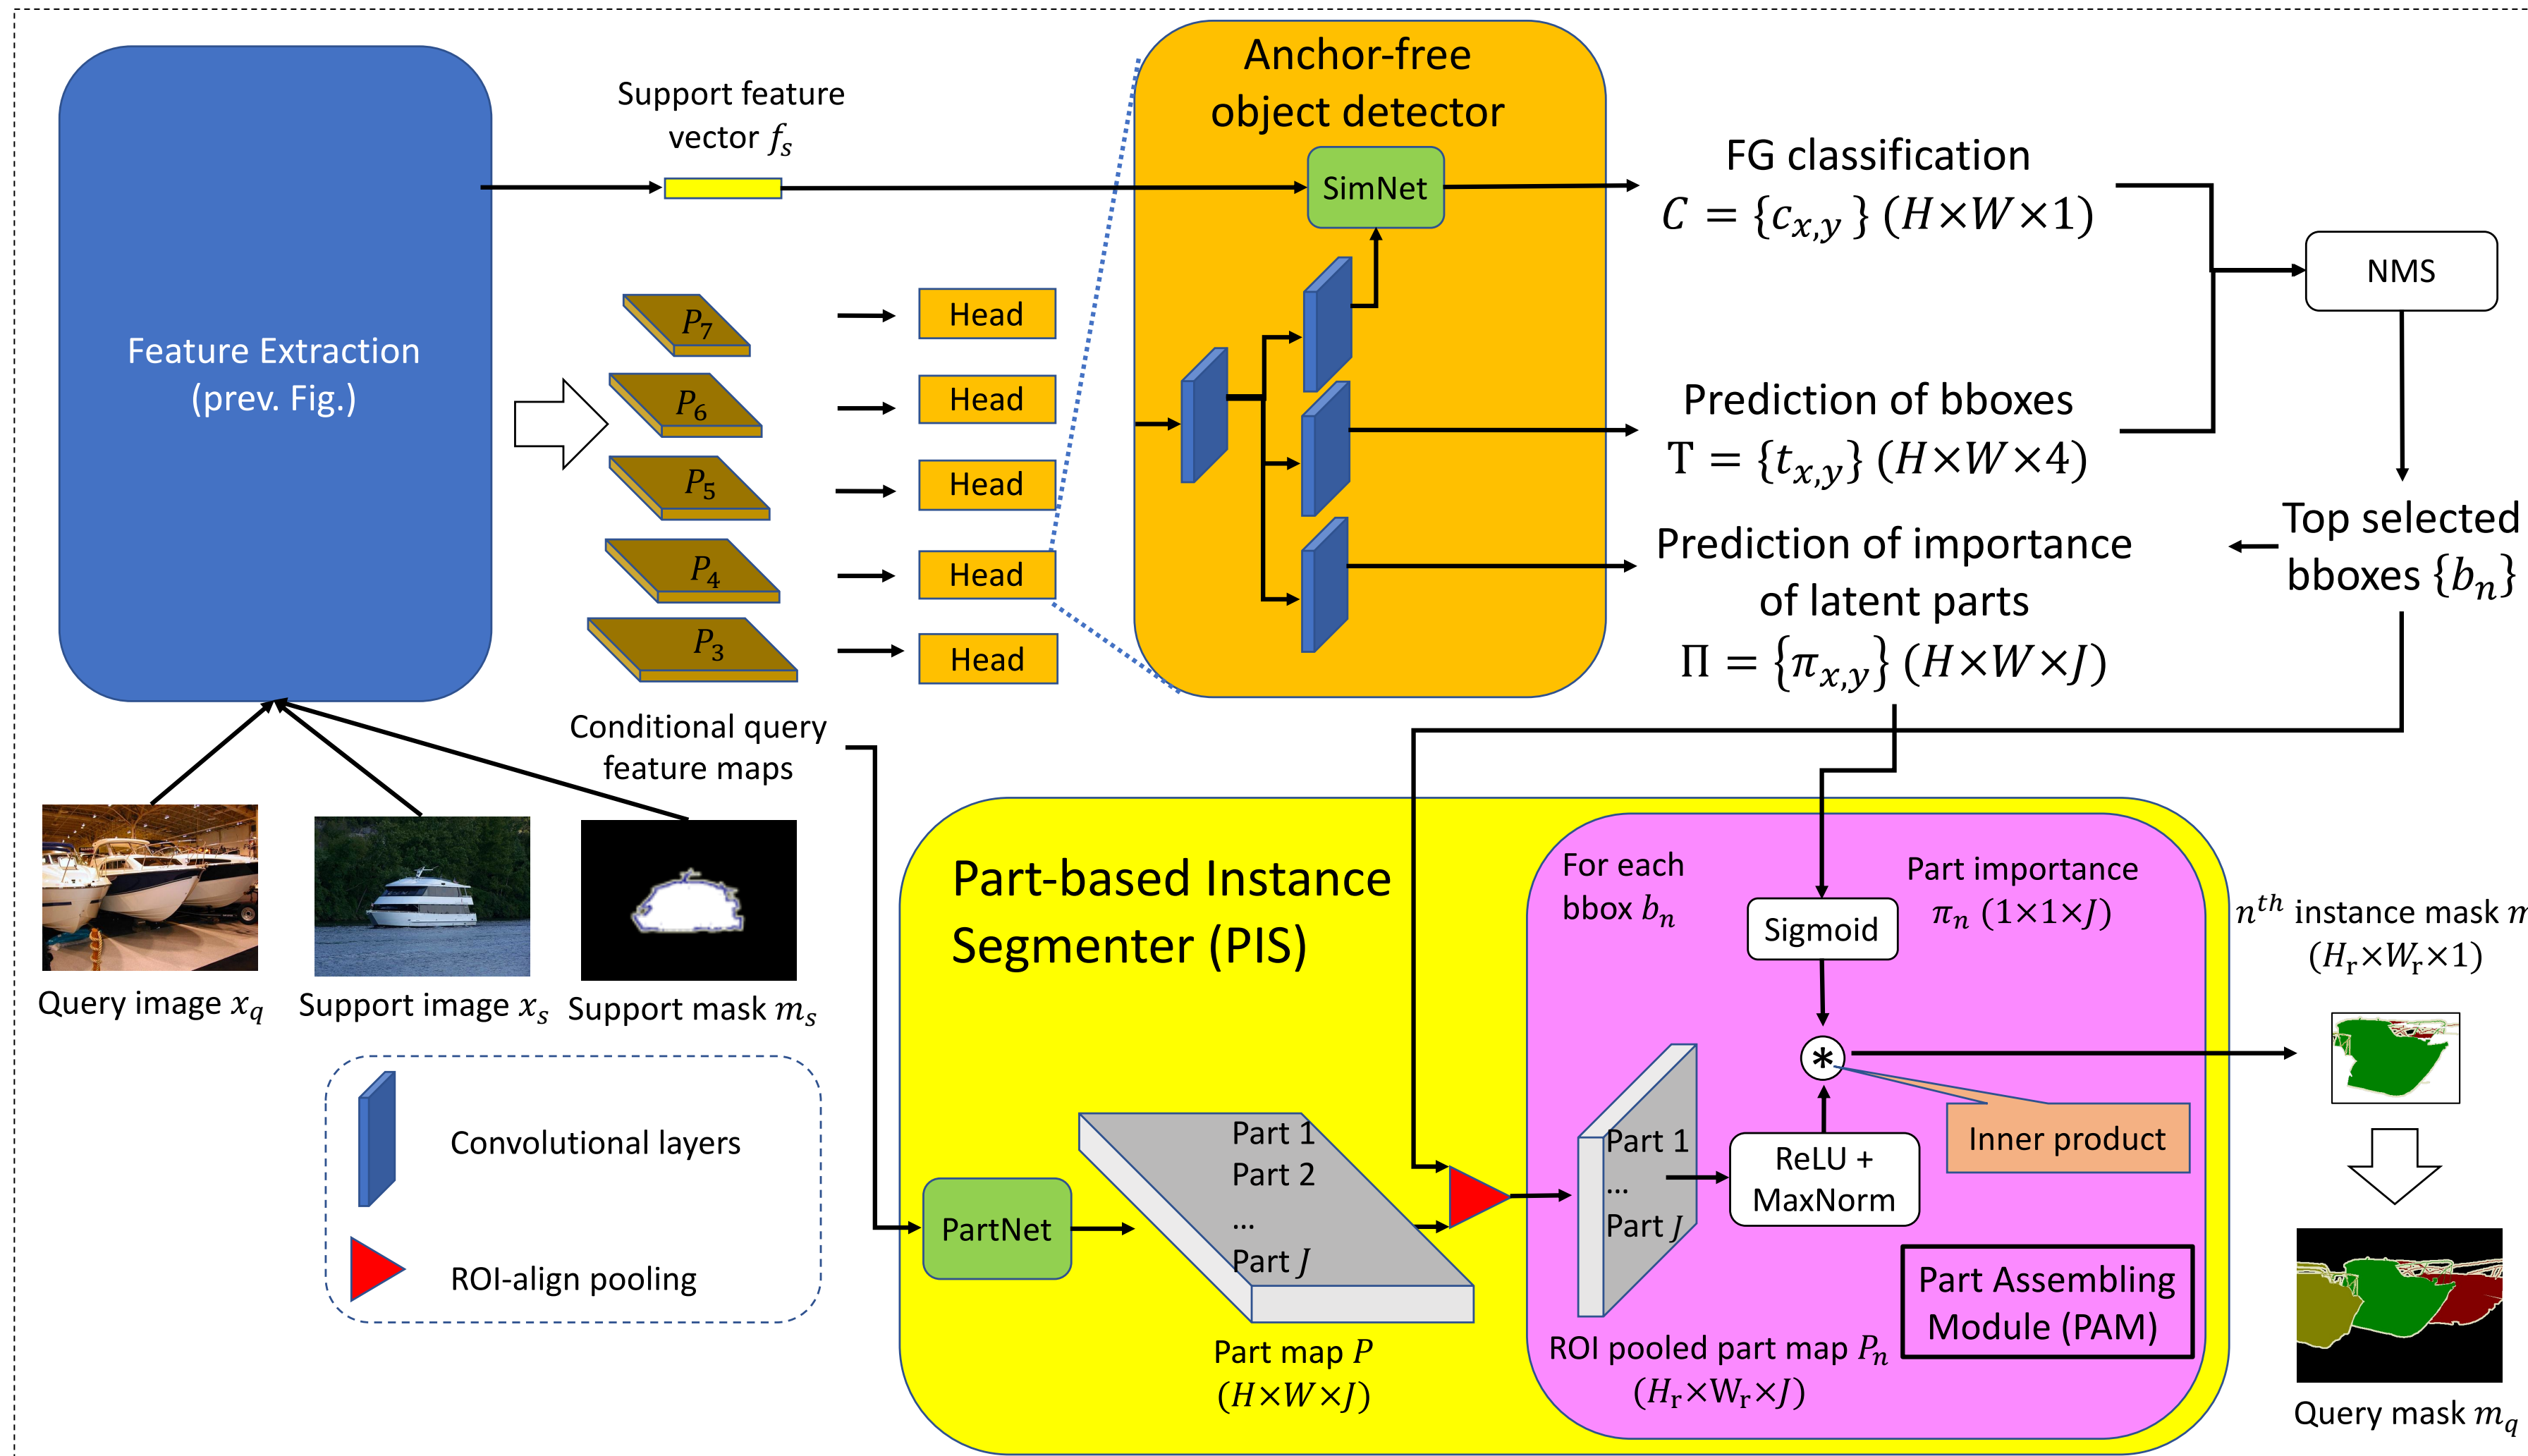 Feature Extraction
(prev. Fig.)
Support feature
vector f_s
Anchor-free
object detector
SimNet
FG classification
C = {c_{x,y} } (H×W×1)
NMS
P_7
Head
P_6
Head
P_5
Head
P_4
Head
P_3
Head
Prediction of bboxes
T = {t_{x,y}} (H×W×4)
Prediction of importance
of latent parts
Π = {π_{x,y}} (H×W×J)
Top selected
bboxes {b_n}
Conditional query
feature maps
Query image x_q
Support image x_s
Support mask m_s
Convolutional layers
ROI-align pooling
Part-based Instance
Segmenter (PIS)
PartNet
Part 1
Part 2
...
Part J
Part map P
(H×W×J)
For each
bbox b_n
Sigmoid
Part importance
π_n (1×1×J)
*
Inner product
Part 1
...
Part J
ReLU +
MaxNorm
Part Assembling
Module (PAM)
ROI pooled part map P_n
(H_r×W_r×J)
n^{th} instance mask m
(H_r×W_r×1)
Query mask m_q